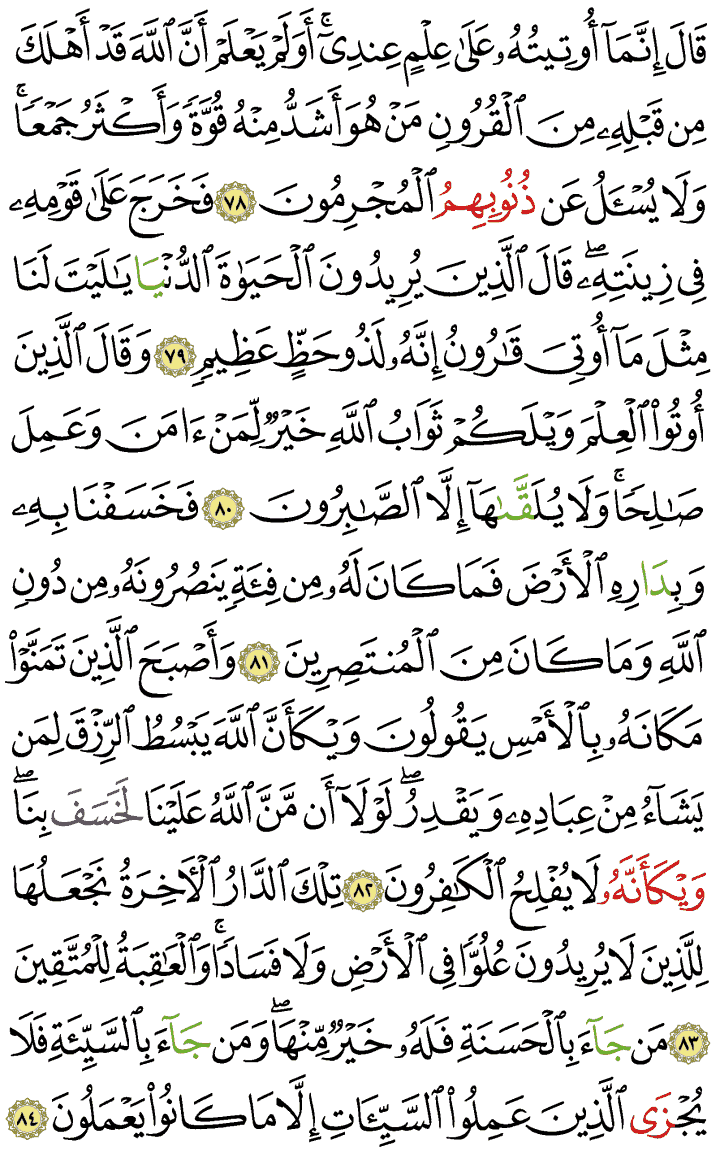 قَالَ إِنَّمَآ أُوتِيتُهُۥ عَلَىٰ عِلْمٍ عِندِيٓۚ أَوَلَمْ يَعْلَمْ أَنَّ ٱللَّهَ قَدْ أَهْلَكَ
مِن قَبْلِهِۦ مِنَ ٱلْقُرُونِ مَنْ هُوَ أَشَدُّ مِنْهُ قُوَّةً وَأَكْثَرُ جَمْعًاۚ
وَلَا يُسْـَٔلُ عَن ذُنُوبِهِمُ ٱلْمُجْرِمُونَ ٧٨ فَخَرَجَ عَلَىٰ قَوْمِهِۦ
فِي زِينَتِهِۦۖ قَالَ ٱلَّذِينَ يُرِيدُونَ ٱلْحَيَوٰةَ ٱلدُّنْيَا يَٰلَيْتَ لَنَا
مِثْلَ مَآ أُوتِيَ قَٰرُونُ إِنَّهُۥ لَذُو حَظٍّ عَظِيمٍ ٧٩ وَقَالَ ٱلَّذِينَ
أُوتُوا۟ ٱلْعِلْمَ وَيْلَكُمْ ثَوَابُ ٱللَّهِ خَيْرٌ لِّمَنْ ءَامَنَ وَعَمِلَ
صَٰلِحًاۚ وَلَا يُلَقَّىٰهَآ إِلَّا ٱلصَّٰبِرُونَ ٨٠ فَخَسَفْنَا بِهِۦ
وَبِدَارِهِ ٱلْأَرْضَ فَمَا كَانَ لَهُۥ مِن فِئَةٍ يَنصُرُونَهُۥ مِن دُونِ
ٱللَّهِ وَمَا كَانَ مِنَ ٱلْمُنتَصِرِينَ ٨١ وَأَصْبَحَ ٱلَّذِينَ تَمَنَّوْا۟
مَكَانَهُۥ بِٱلْأَمْسِ يَقُولُونَ وَيْكَأَنَّ ٱللَّهَ يَبْسُطُ ٱلرِّزْقَ لِمَن
يَشَآءُ مِنْ عِبَادِهِۦ وَيَقْدِرُۖ لَوْلَآ أَن مَّنَّ ٱللَّهُ عَلَيْنَا لَخَسَفَ بِنَاۖ
وَيْكَأَنَّهُۥ لَا يُفْلِحُ ٱلْكَٰفِرُونَ ٨٢ تِلْكَ ٱلدَّارُ ٱلْأَخِرَةُ نَجْعَلُهَا
لِلَّذِينَ لَا يُرِيدُونَ عُلُوًّا فِي ٱلْأَرْضِ وَلَا فَسَادًاۚ وَٱلْعَٰقِبَةُ لِلْمُتَّقِينَ
٨٣ مَن جَآءَ بِٱلْحَسَنَةِ فَلَهُۥ خَيْرٌ مِّنْهَاۖ وَمَن جَآءَ بِٱلسَّيِّئَةِ فَلَا
يُجْزَى ٱلَّذِينَ عَمِلُوا۟ ٱلسَّيِّـَٔاتِ إِلَّا مَا كَانُوا۟ يَعْمَلُونَ ٨٤